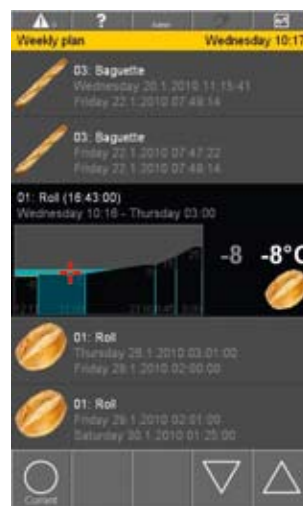 ?
Admin
Weekly plan Wednesday 10:17
03: Baguette
Wednesday 20.1.2010 11:15:41
Friday 22.1.2010 07:49:14
03: Baguette
Friday 22.1.2010 07:47:22
Friday 22.1.2010 07:48:14
01: Roll (16:43:00)
Wednesday 10:16 - Thursday 03:00
-8 -8°C
01: Roll
Thursday 28.1.2010 03:01:00
Friday 29.1.2010 02:00:00
01: Roll
Friday 29.1.2010 02:01:00
Saturday 30.1.2010 01:25:00
Current